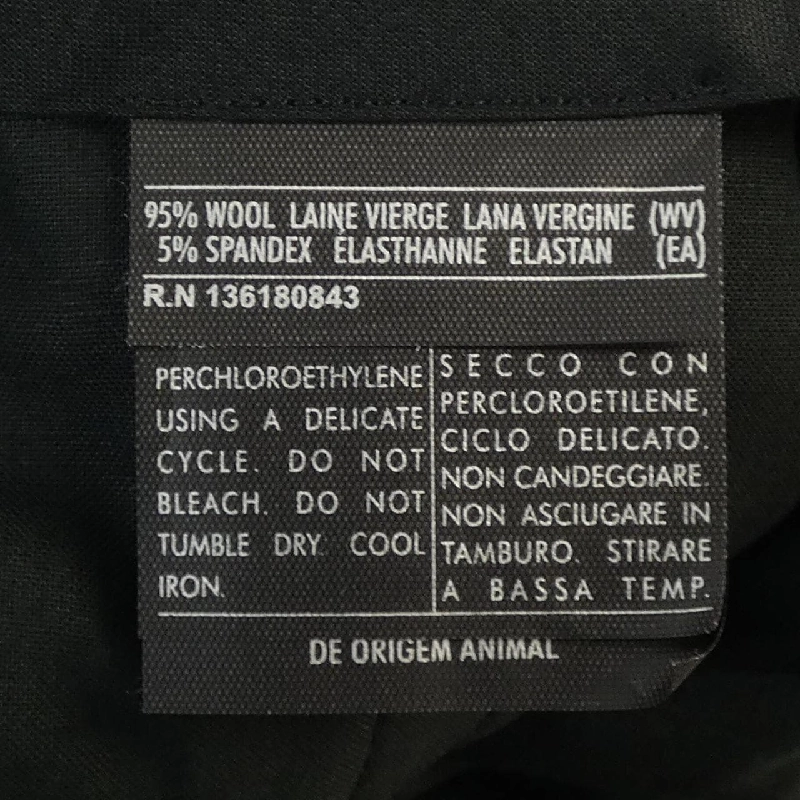 95% WOOL LAINE VIERGE LANA VERGINE (WV)
5% SPANDEX ÉLASTHANNE ELASTAN (EA)
R.N 136180843
PERCHLOROETHYLENE
USING A DELICATE
CYCLE. DO NOT
BLEACH. DO NOT
TUMBLE DRY. COOL
IRON.
SECCO CON
PERCLOROETILENE,
CICLO DELICATO.
NON CANDEGGIARE.
NON ASCIUGARE IN
TAMBURO. STIRARE
A BASSA TEMP.
DE ORIGEM ANIMAL